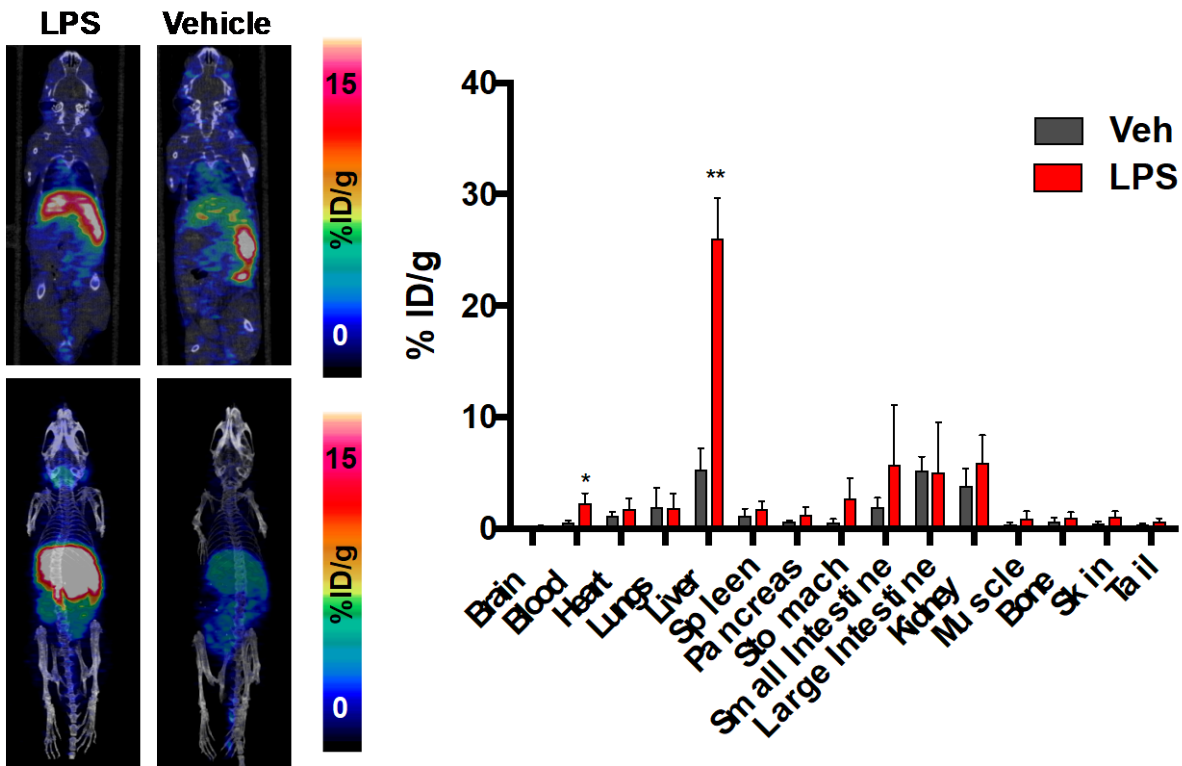 LPS Vehicle
15
%ID/g
0
15
%ID/g
0
40
30
20
10
0
% ID/g
Veh
LPS
*
**
Brain
Blood
Heart
Lungs
Liver
Spleen
Pancreas
Stomach
Small Intestine
Large Intestine
Kidney
Muscle
Bone
Skin
Tail